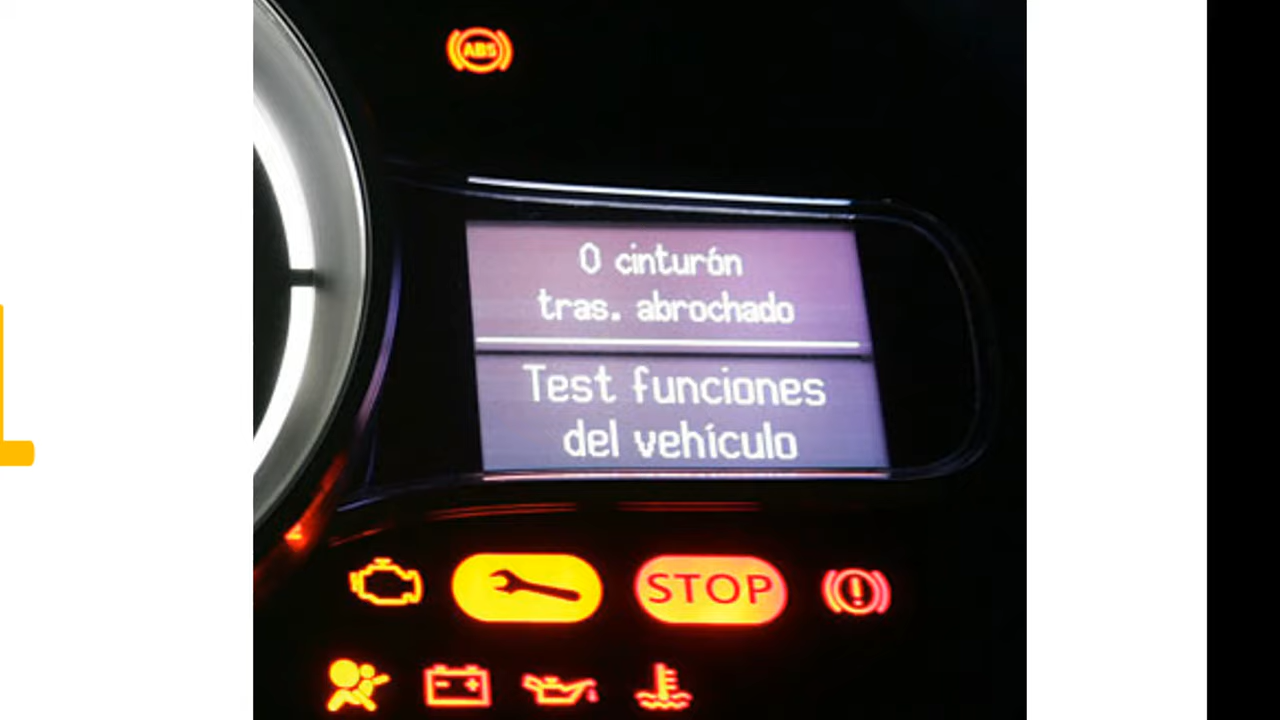 ABS
0 cinturón
tras. abrochado
Test funciones
del vehículo
STOP